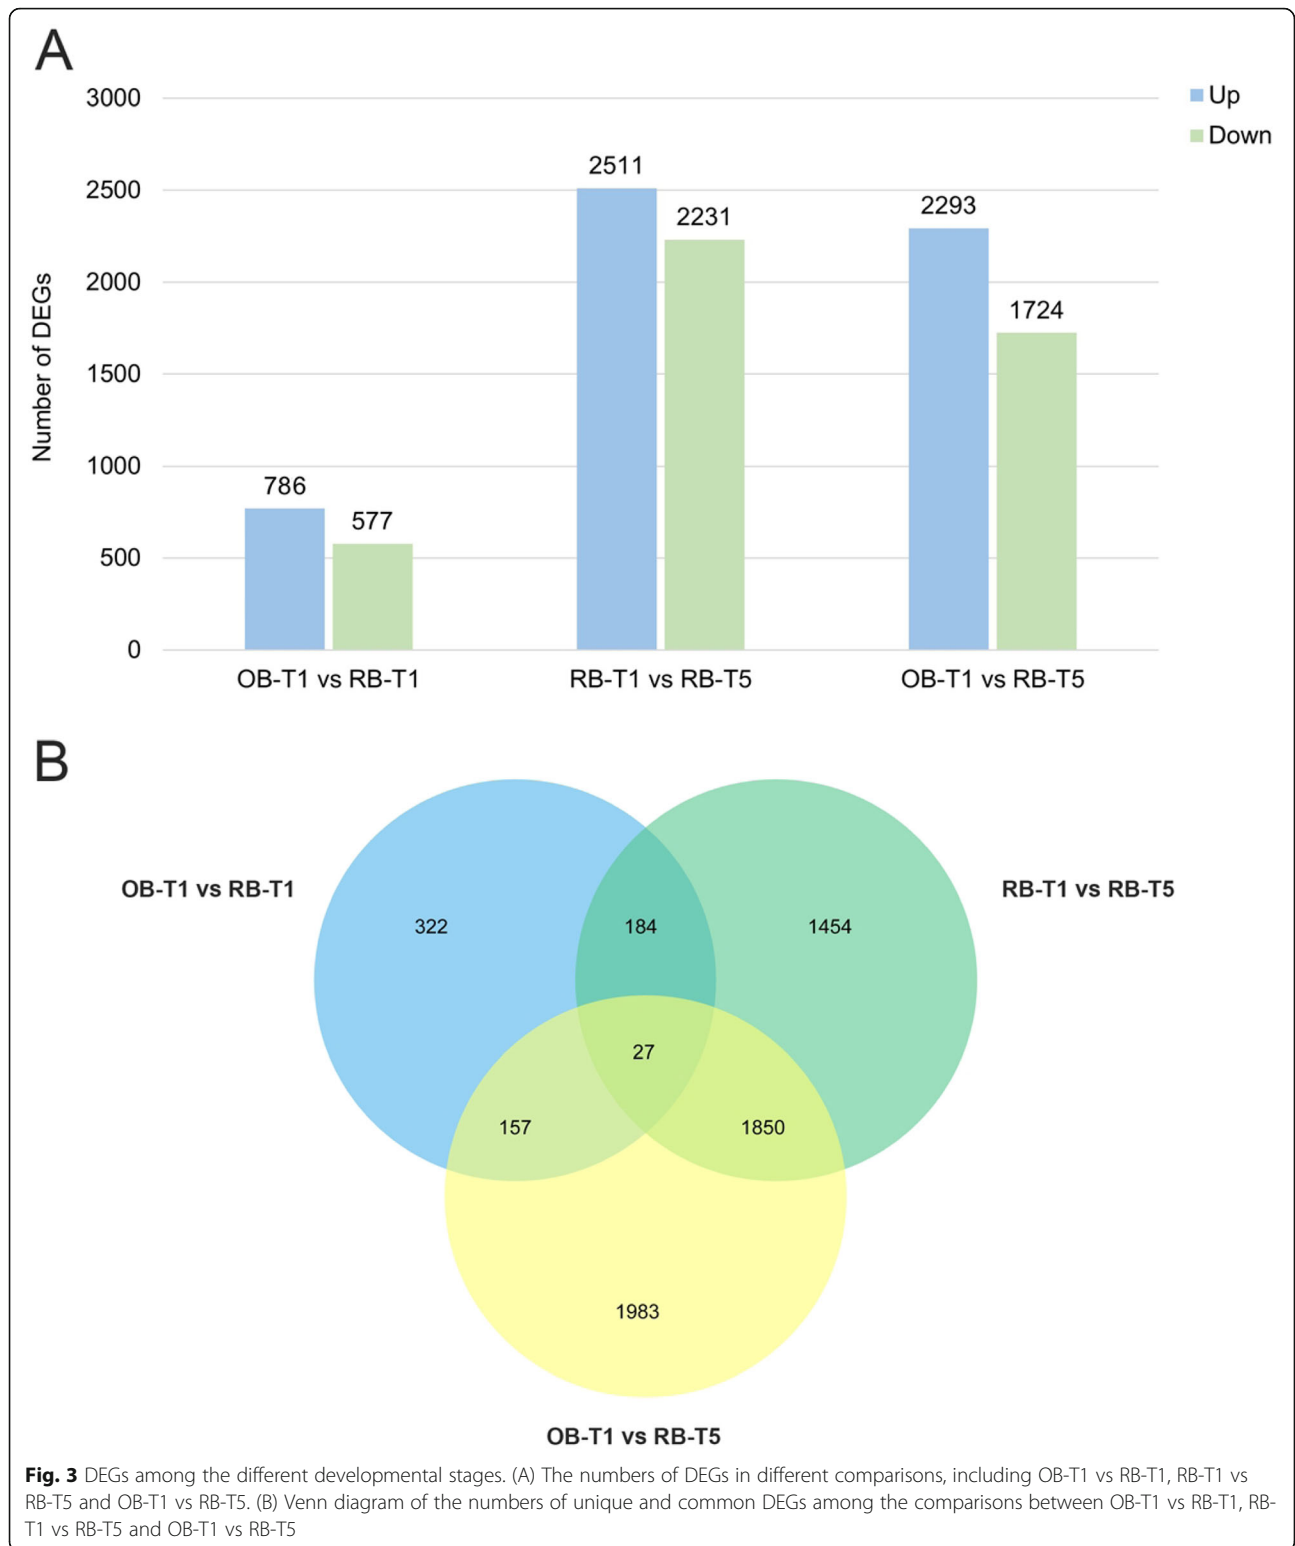 A
3000
2500
2000
1500
1000
500
0
Number of DEGs
Up
Down
2511
2231
2293
1724
786
577
OB-T1 vs RB-T1
RB-T1 vs RB-T5
OB-T1 vs RB-T5
B
OB-T1 vs RB-T1
RB-T1 vs RB-T5
322
184
1454
27
157
1850
1983
OB-T1 vs RB-T5
Fig. 3 DEGs among the different developmental stages. (A) The numbers of DEGs in different comparisons, including OB-T1 vs RB-T1, RB-T1 vs
RB-T5 and OB-T1 vs RB-T5. (B) Venn diagram of the numbers of unique and common DEGs among the comparisons between OB-T1 vs RB-T1, RB-
T1 vs RB-T5 and OB-T1 vs RB-T5